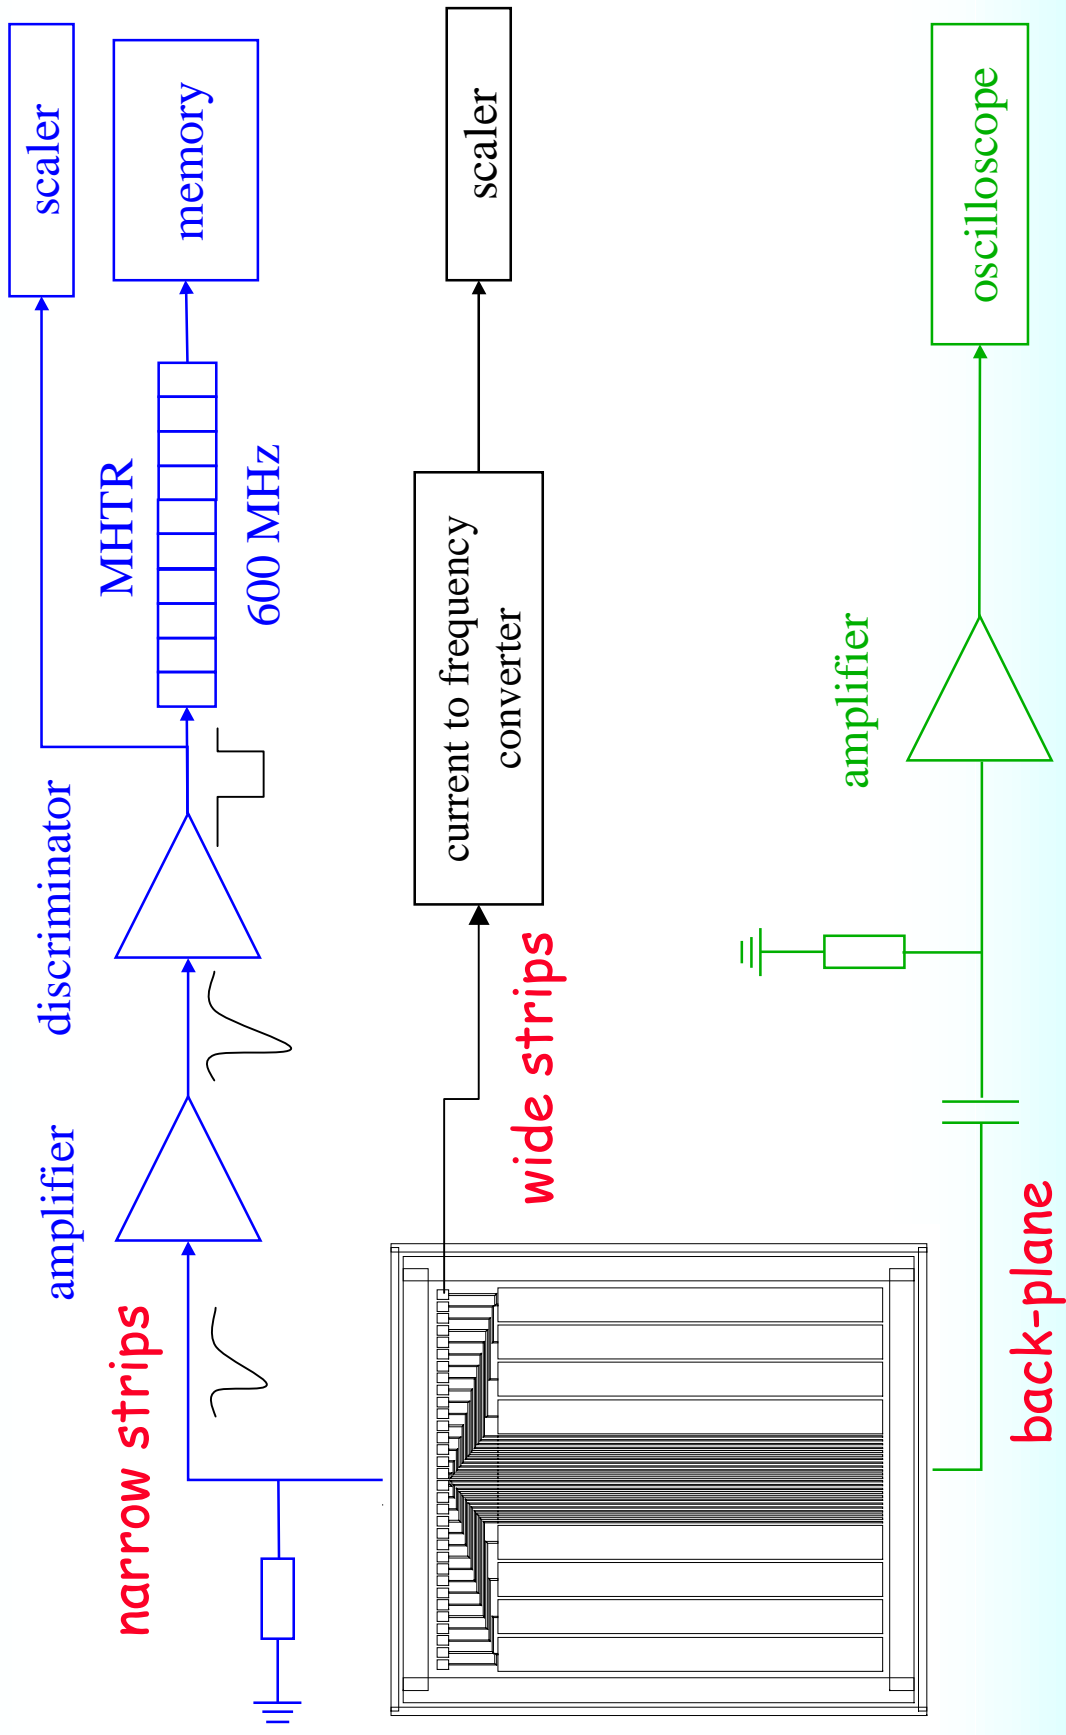 narrow strips
amplifier
discriminator
MHTR
600 MHz
scaler
memory
wide strips
current to frequency
converter
scaler
back-plane
amplifier
oscilloscope